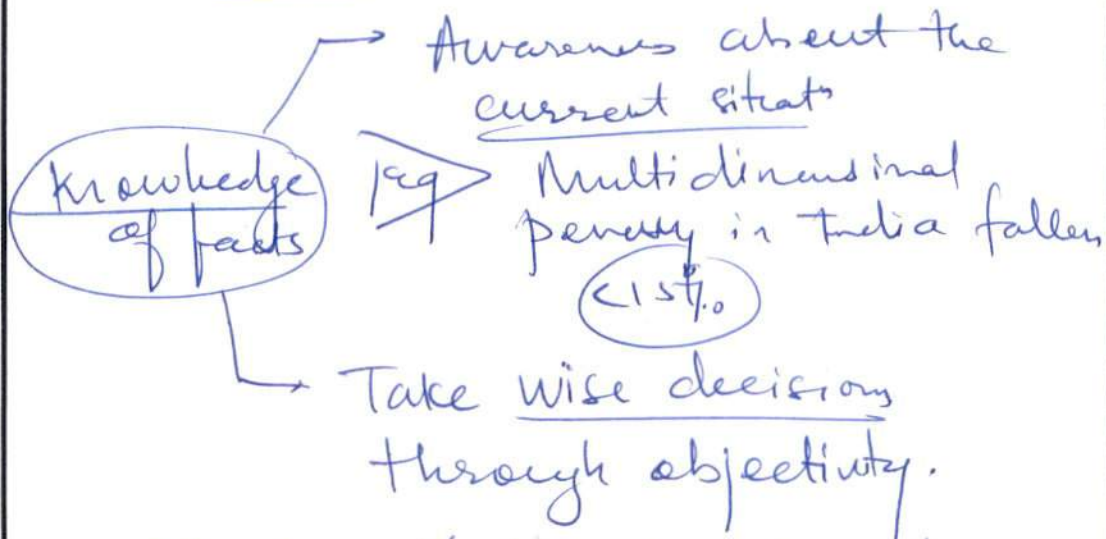 Awareness about the
current situatn
Knowledge
of facts
eg
Multidimensional
poverty in India fallen
<15%
Take wise decisions
through objectivity.